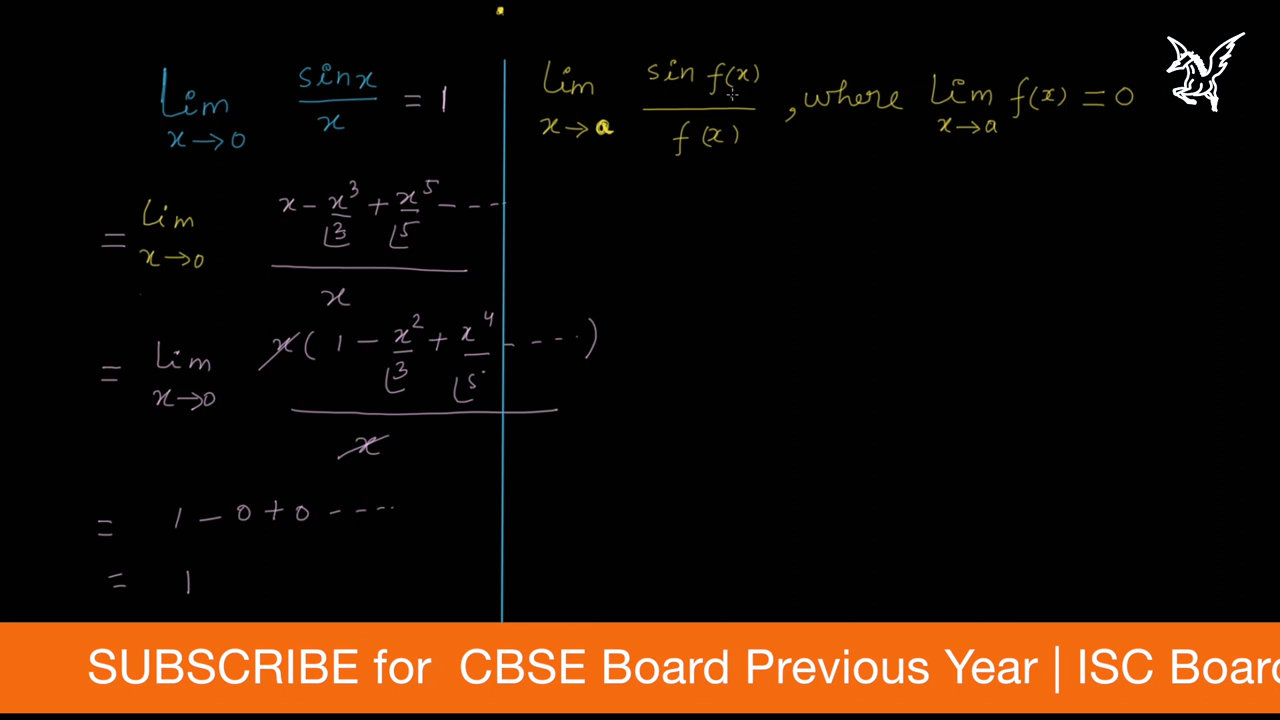 lim x→0 sinx/x = 1
= lim x→0 (x - x³/⌊3 + x⁵/⌊5 ----)/x
= lim x→0 x(1 - x²/⌊3 + x⁴/⌊5 -----)/x
= 1 - 0 + 0 ----
= 1
lim x→a sin f(x)/f(x), where lim x→a f(x) = 0
SUBSCRIBE for CBSE Board Previous Year | ISC Board